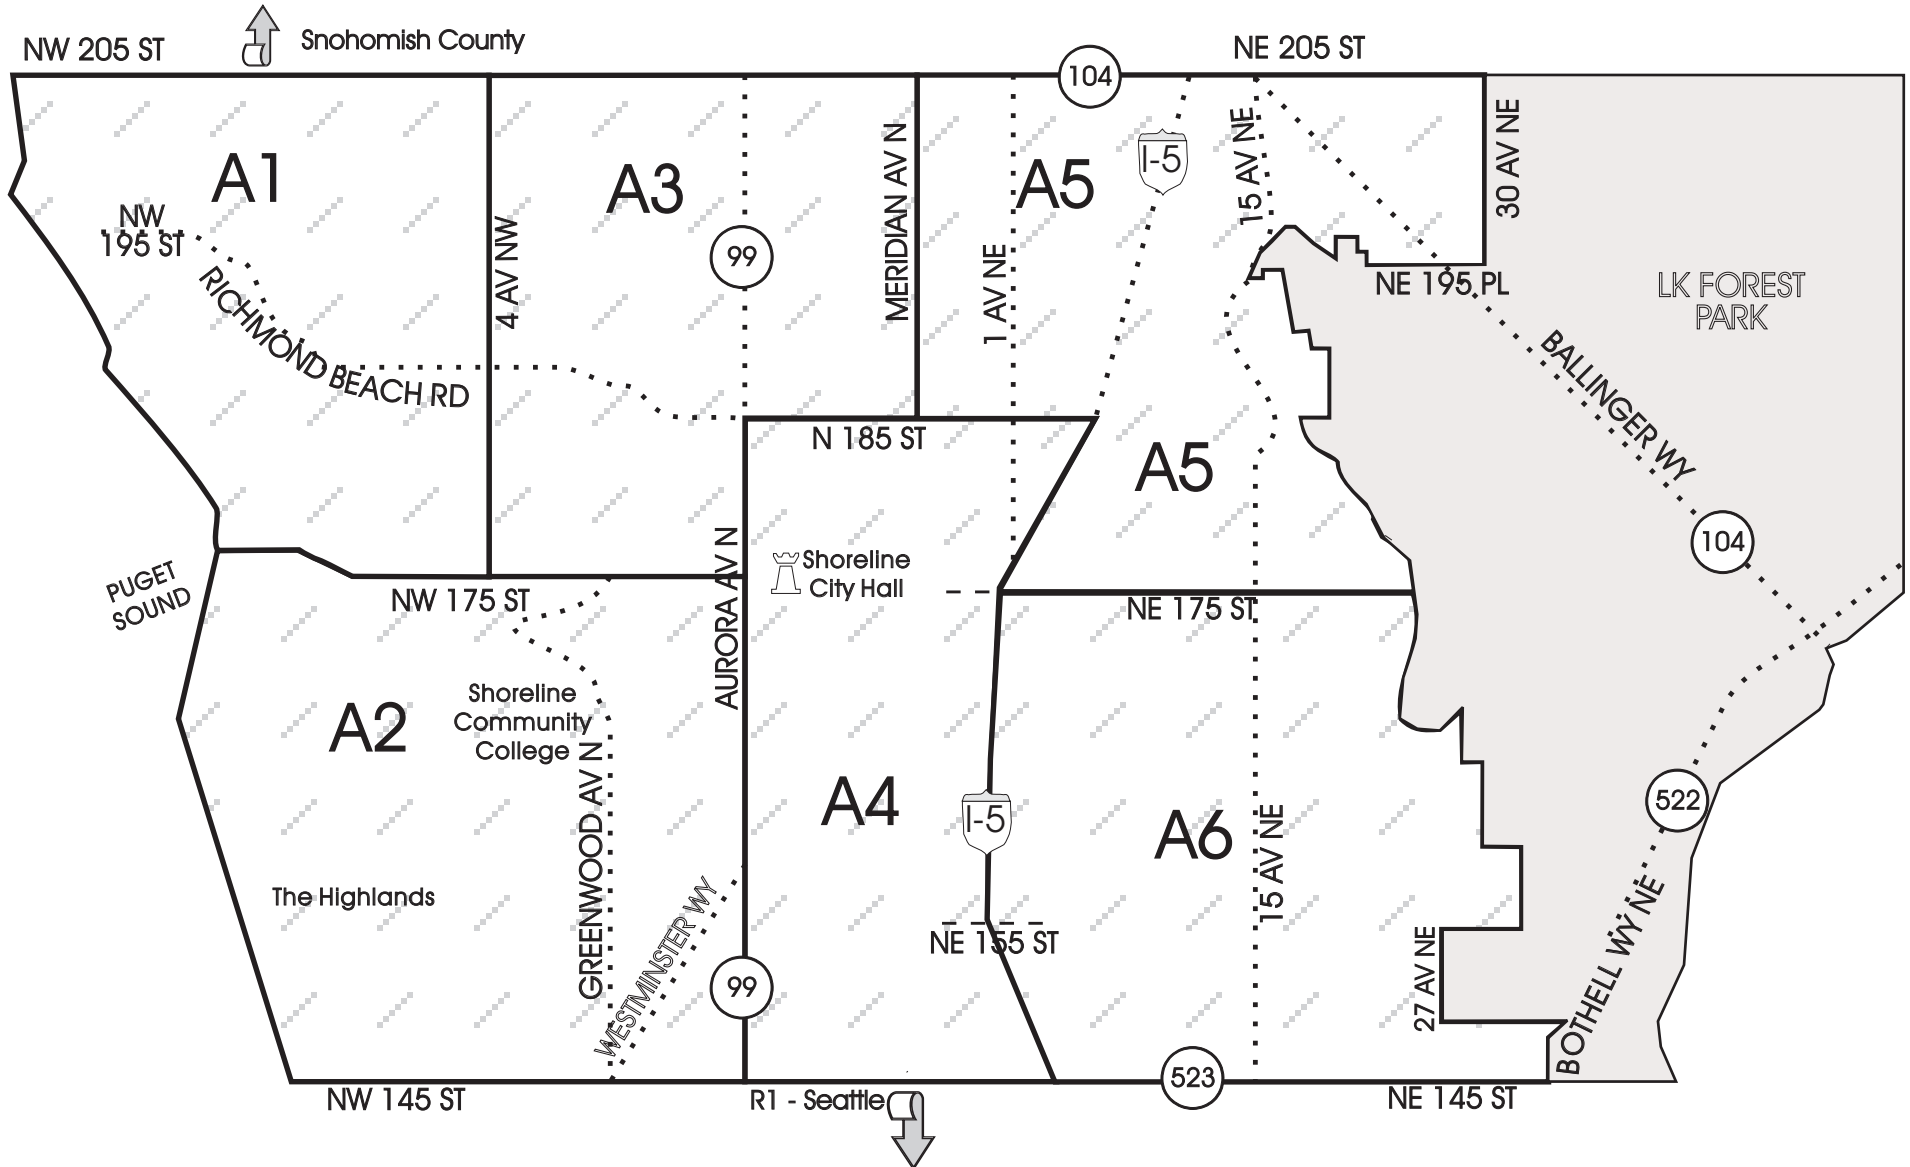 NW 205 ST
Snohomish County
NE 205 ST
104
A1
A3
A5
I-5
15 AV NE
30 AV NE
NW
195 ST
RICHMOND BEACH RD
4 AV NW
99
MERIDIAN AV N
1 AV NE
NE 195 PL
LK FOREST
PARK
BALLINGER WY
N 185 ST
A5
104
PUGET
SOUND
NW 175 ST
AURORA AV N
Shoreline
City Hall
NE 175 ST
A2
Shoreline
Community
College
GREENWOOD AV N
A4
I-5
A6
15 AV NE
522
The Highlands
WESTMINSTER WY
99
NE 155 ST
27 AV NE
BOTHELL WY NE
NW 145 ST
R1 - Seattle
523
NE 145 ST